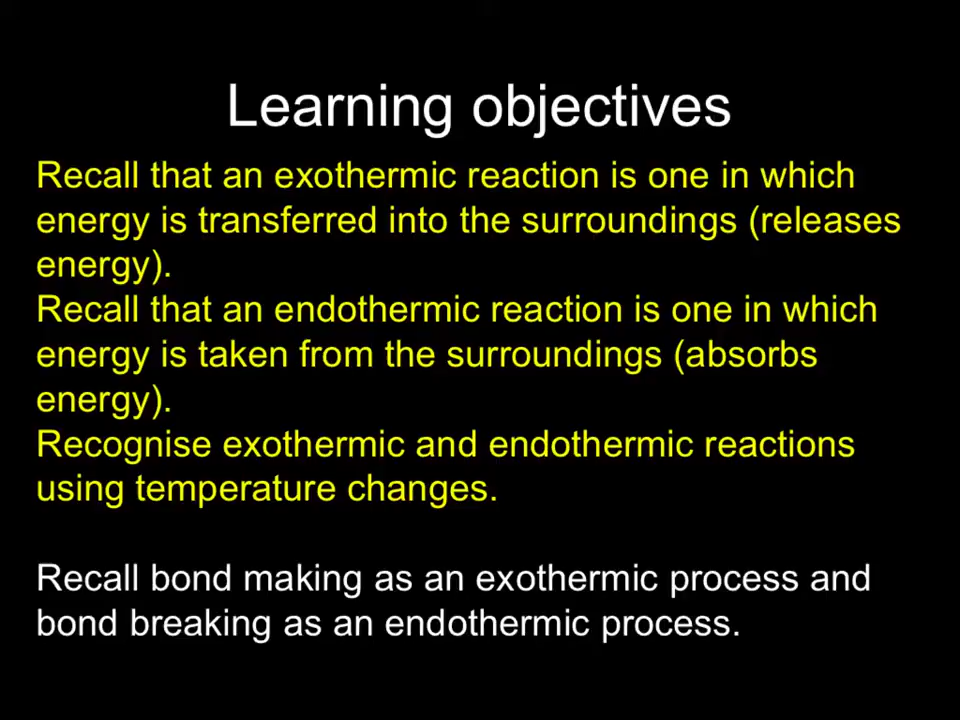 Learning objectives
Recall that an exothermic reaction is one in which
energy is transferred into the surroundings (releases
energy).
Recall that an endothermic reaction is one in which
energy is taken from the surroundings (absorbs
energy).
Recognise exothermic and endothermic reactions
using temperature changes.
Recall bond making as an exothermic process and
bond breaking as an endothermic process.